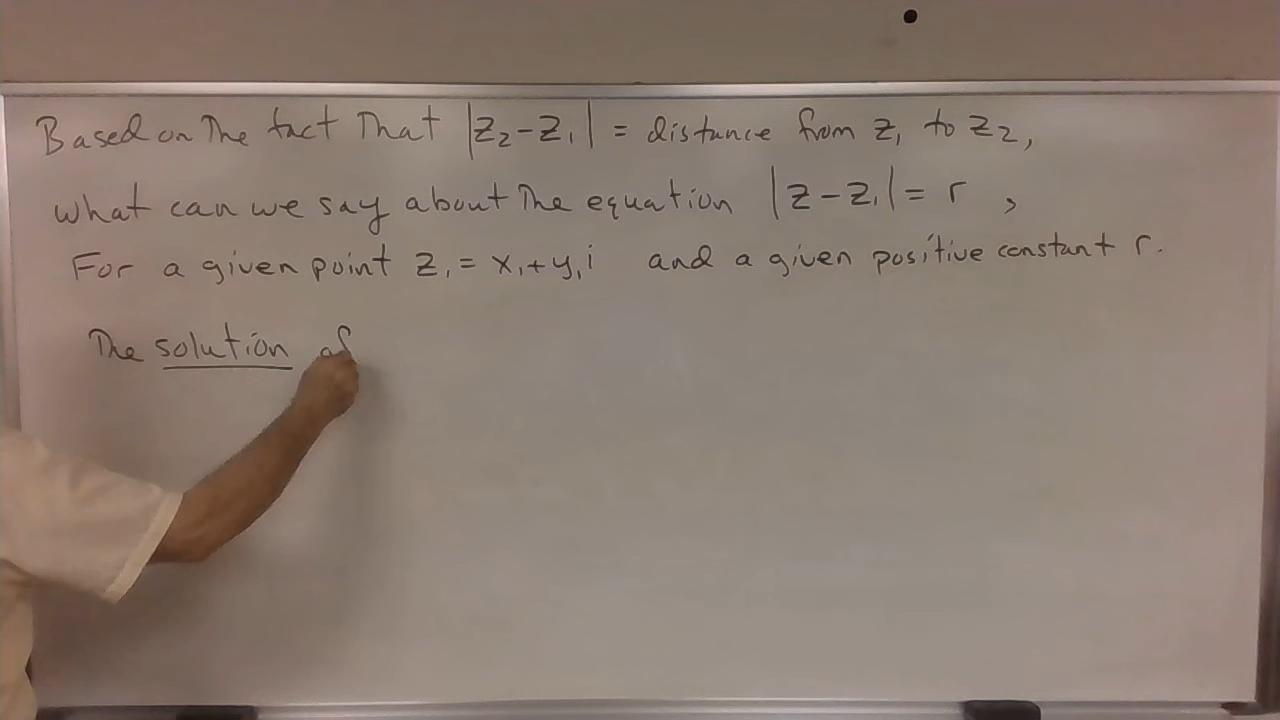 Based on The fact That |z₂-z₁| = distance from z₁ to z₂,
what can we say about The equation |z-z₁| = r ,
For a given point z₁ = x₁+y₁i and a given positive constant r.
The solution of